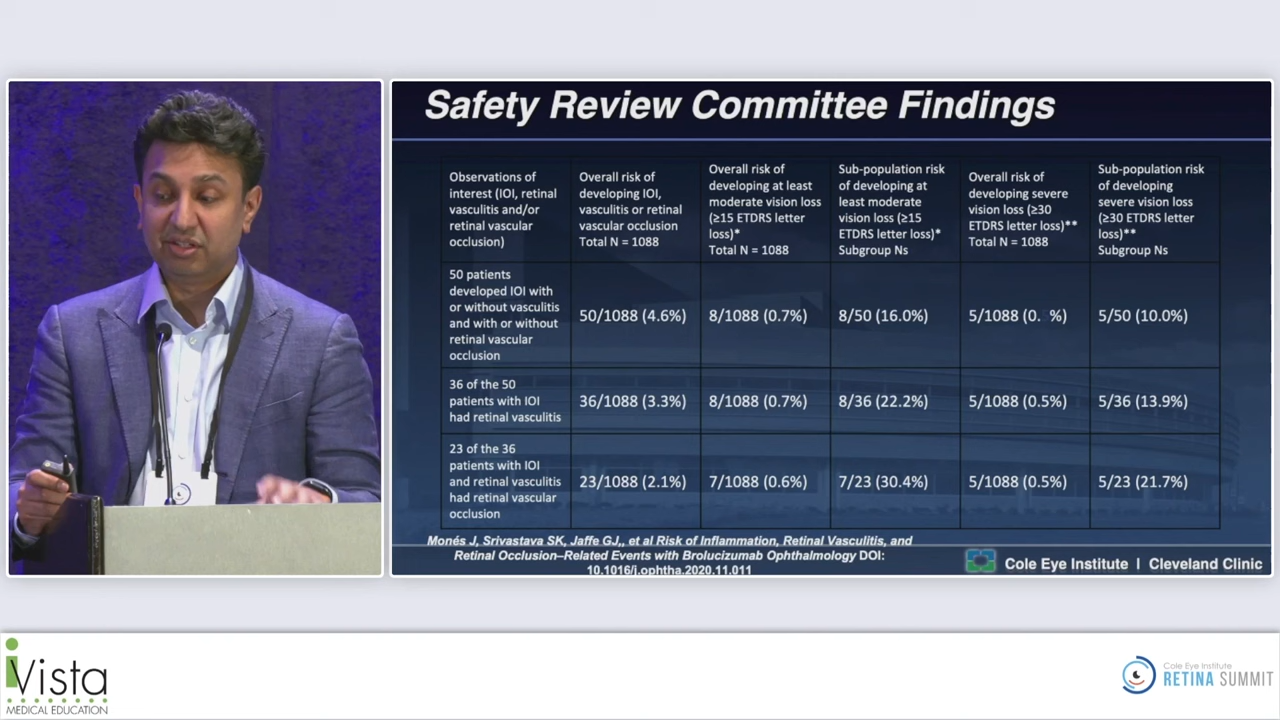 Safety Review Committee Findings
Observations of
interest (IOI, retinal
vasculitis and/or
retinal vascular
occlusion)
Overall risk of
developing IOI,
vasculitis or retinal
vascular occlusion
Total N = 1088
Overall risk of
developing at least
moderate vision loss
(≥15 ETDRS letter
loss)*
Total N = 1088
Sub-population risk
of developing at
least moderate
vision loss (≥15
ETDRS letter loss)*
Subgroup Ns
Overall risk of
developing severe
vision loss (≥30
ETDRS letter loss)**
Total N = 1088
Sub-population risk
of developing
severe vision loss
(≥30 ETDRS letter
loss)**
Subgroup Ns
50 patients
developed IOI with
or without vasculitis
and with or without
retinal vascular
occlusion
50/1088 (4.6%)
8/1088 (0.7%)
8/50 (16.0%)
5/1088 (0. %)
5/50 (10.0%)
36 of the 50
patients with IOI
had retinal vasculitis
36/1088 (3.3%)
8/1088 (0.7%)
8/36 (22.2%)
5/1088 (0.5%)
5/36 (13.9%)
23 of the 36
patients with IOI
and retinal vasculitis
had retinal vascular
occlusion
23/1088 (2.1%)
7/1088 (0.6%)
7/23 (30.4%)
5/1088 (0.5%)
5/23 (21.7%)
Monés J, Srivastava SK, Jaffe GJ,, et al Risk of Inflammation, Retinal Vasculitis, and
Retinal Occlusion–Related Events with Brolucizumab Ophthalmology DOI:
10.1016/j.ophtha.2020.11.011
Cole Eye Institute | Cleveland Clinic
iVista
MEDICAL EDUCATION
Cole Eye Institute
RETINA SUMMIT